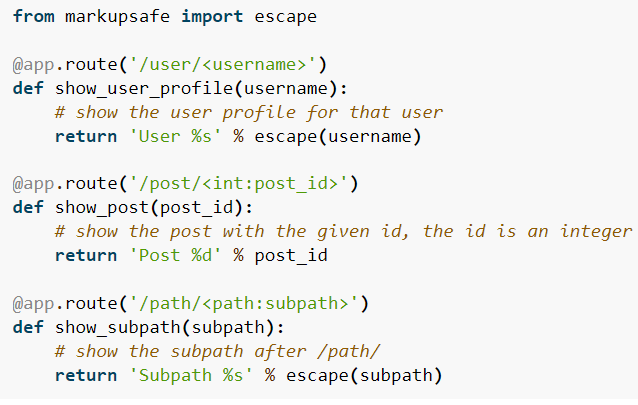 from markupsafe import escape
@app.route('/user/<username>')
def show_user_profile(username):
    # show the user profile for that user
    return 'User %s' % escape(username)
@app.route('/post/<int:post_id>')
def show_post(post_id):
    # show the post with the given id, the id is an integer
    return 'Post %d' % post_id
@app.route('/path/<path:subpath>')
def show_subpath(subpath):
    # show the subpath after /path/
    return 'Subpath %s' % escape(subpath)